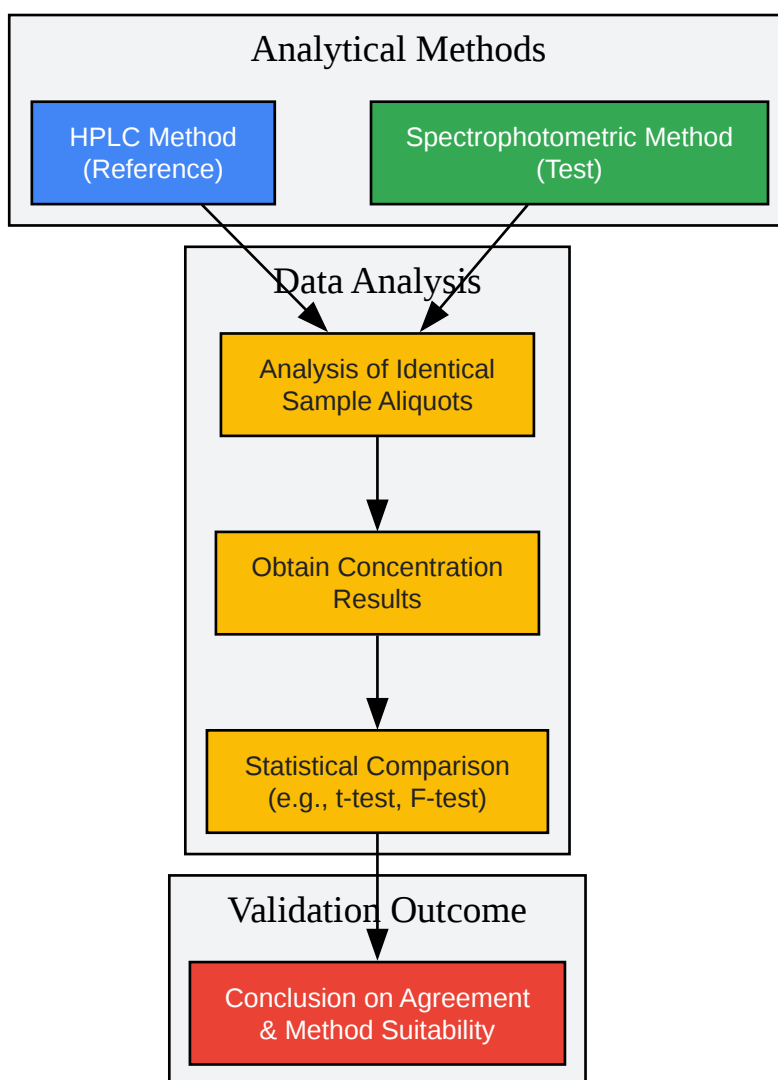 Analytical Methods
HPLC Method
(Reference)
Spectrophotometric Method
(Test)
Data Analysis
Analysis of Identical
Sample Aliquots
Obtain Concentration
Results
Statistical Comparison
(e.g., t-test, F-test)
Validation Outcome
Conclusion on Agreement
& Method Suitability